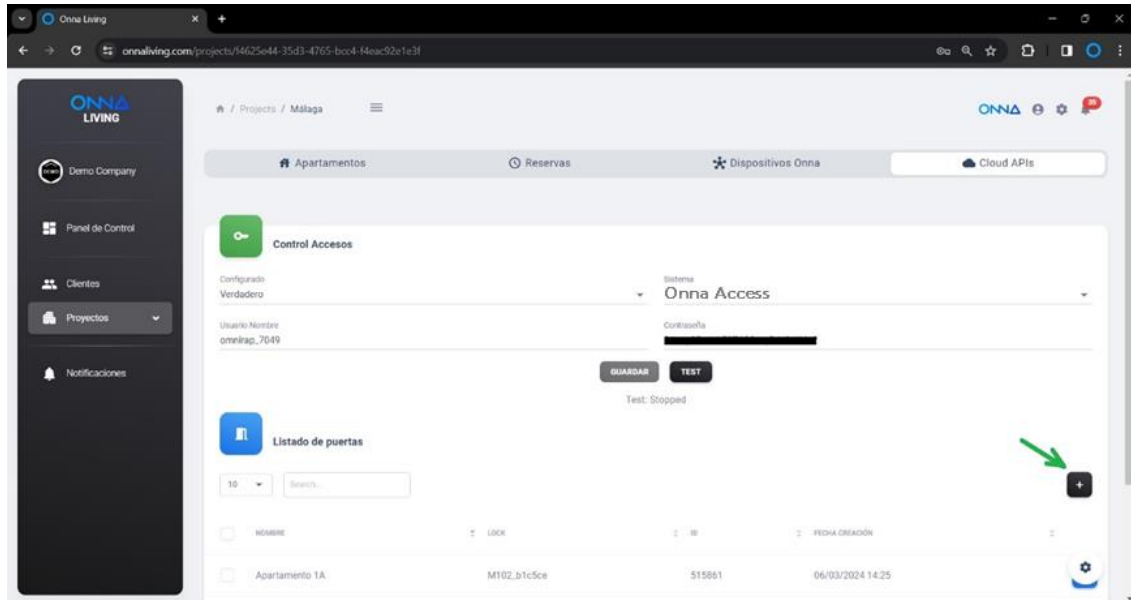 Onna Living
onnaliving.com/projects/f4625e44-35d3-4765-bcc4-f4eac92e1e3f
ONNA
LIVING
Projects / Málaga
ONNA
Apartamentos
Reservas
Dispositivos Onna
Cloud APIs
DEMO
Demo Company
Panel de Control
Clientes
Proyectos
Notificaciones
Control Accesos
Configurado
Verdadero
Sistema
Onna Access
Usuario Nombre
omnirap_7049
Contraseña
GUARDAR
TEST
Test: Stopped
Listado de puertas
10
Search...
NOMBRE
LOCK
ID
FECHA CREACIÓN
Apartamento 1A
M102_b1c5ce
515861
06/03/2024 14:25